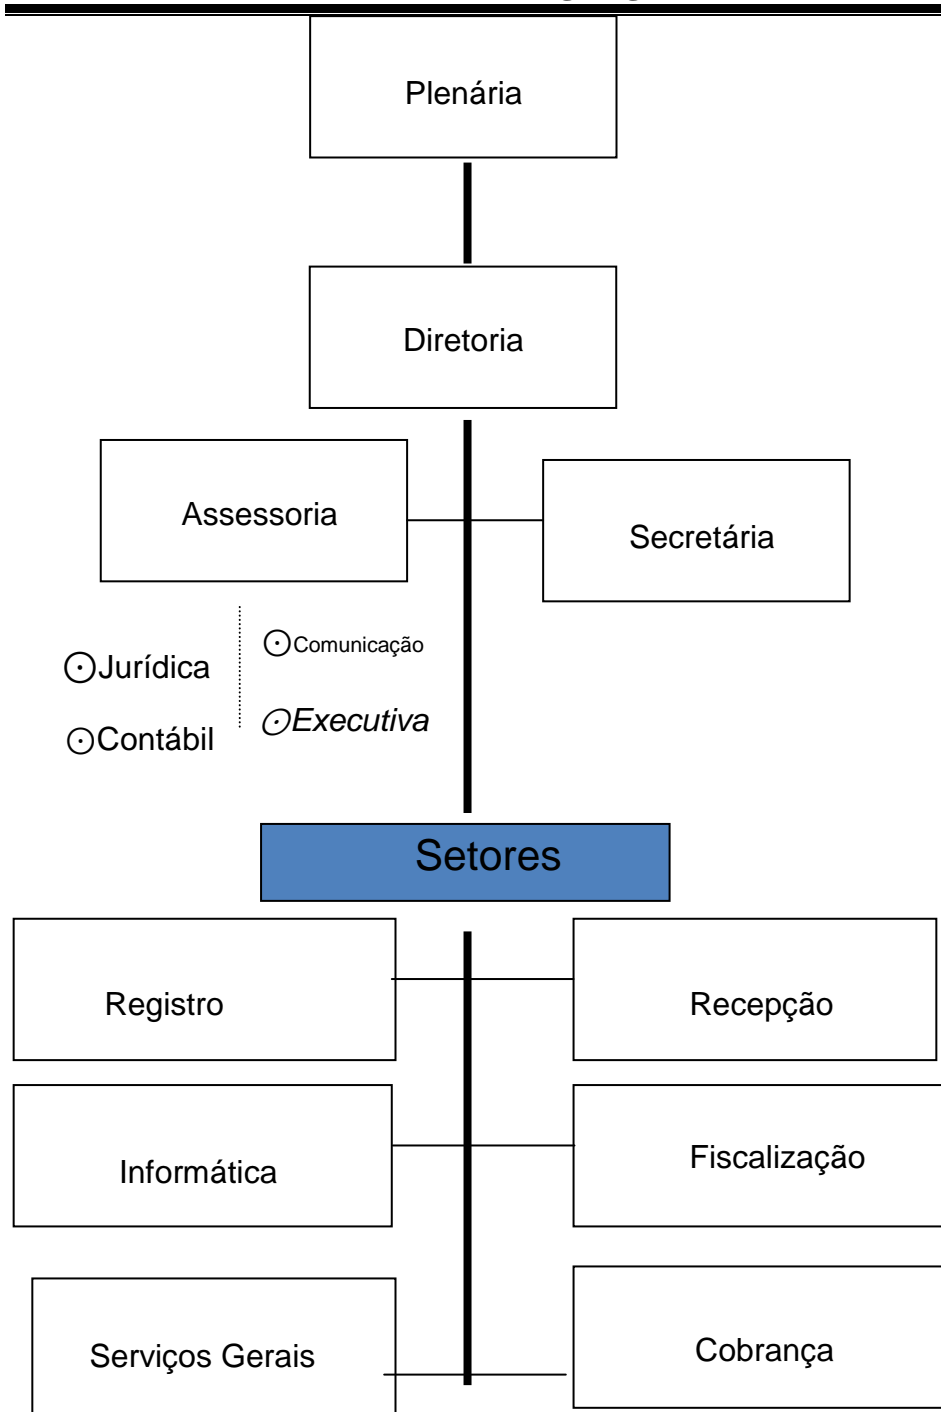 Plenária
Diretoria
Assessoria
Secretária
⊙Jurídica
⊙Comunicação
⊙Contábil
⊙Executiva
Setores
Registro
Recepção
Informática
Fiscalização
Serviços Gerais
Cobrança